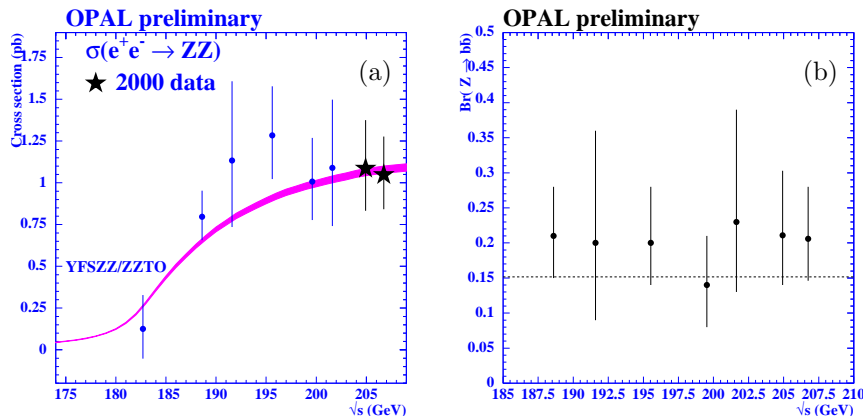 OPAL preliminary
σ(e⁺e⁻ → ZZ)
★ 2000 data
(a)
YFSZZ/ZZTO
Cross section (pb)
1.75
1.5
1.25
1
0.75
0.5
0.25
0
175 180 185 190 195 200 205
√s (GeV)
OPAL preliminary
(b)
Br( Z → bb̄)
0.5
0.45
0.4
0.35
0.3
0.25
0.2
0.15
0.1
0.05
0
185 187.5 190 192.5 195 197.5 200 202.5 205 207.5 210
√s (GeV)